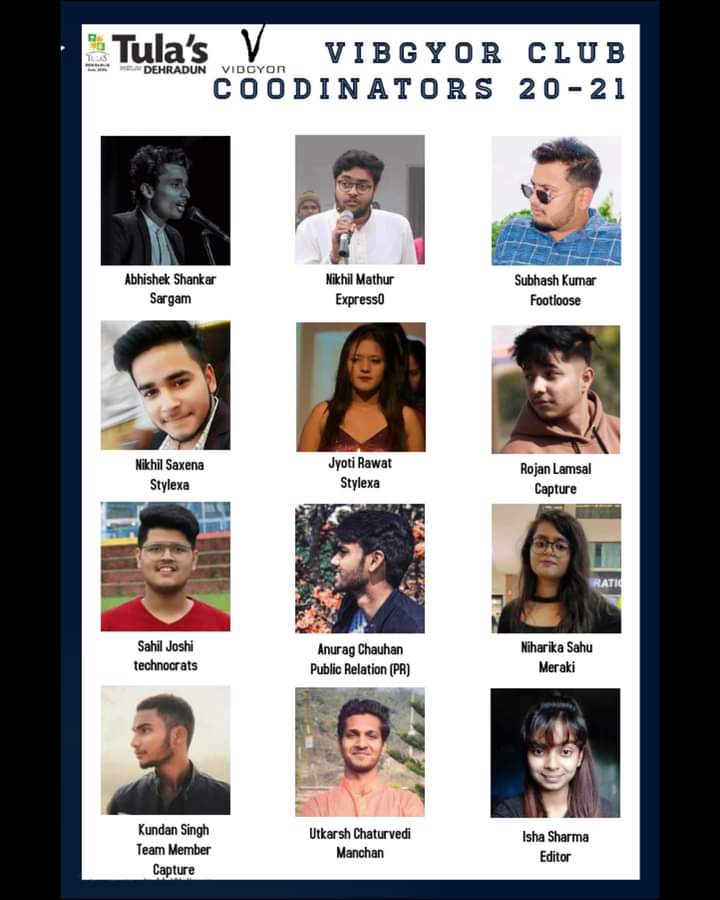 Tula's
DEHRADUN
VIBGYOR
VIBGYOR CLUB
COODINATORS 20-21
Abhishek Shankar
Sargam
Nikhil Mathur
ExpressO
Subhash Kumar
Footloose
Nikhil Saxena
Stylexa
Jyoti Rawat
Stylexa
Rojan Lamsal
Capture
Sahil Joshi
technocrats
Anurag Chauhan
Public Relation (PR)
RATIO
Niharika Sahu
Meraki
Kundan Singh
Team Member
Capture
Utkarsh Chaturvedi
Manchan
Isha Sharma
Editor